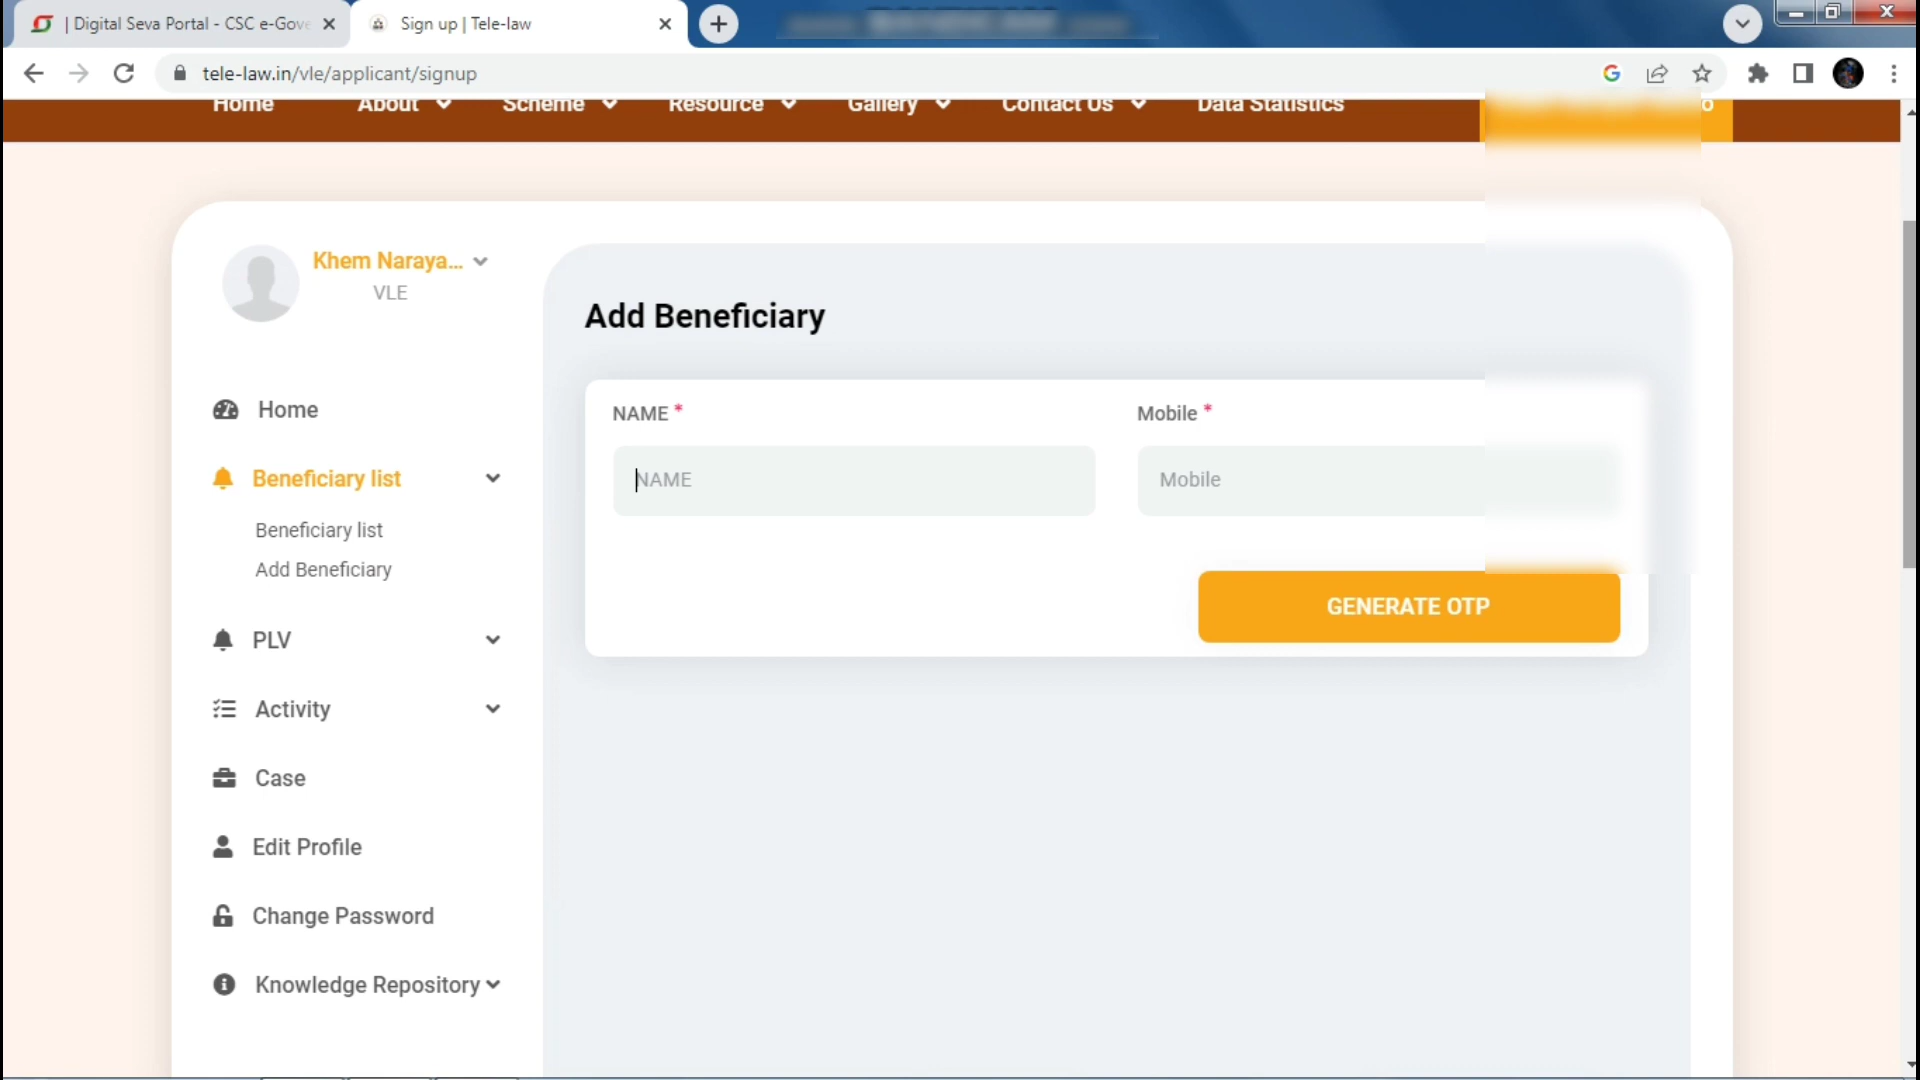 | Digital Seva Portal - CSC e-Gove
Sign up | Tele-law
tele-law.in/vle/applicant/signup
Home About Scheme Resource Gallery Contact Us Data Statistics
Khem Naraya...
VLE
Add Beneficiary
NAME * Mobile *
NAME Mobile
GENERATE OTP
Home
Beneficiary list
Beneficiary list
Add Beneficiary
PLV
Activity
Case
Edit Profile
Change Password
Knowledge Repository